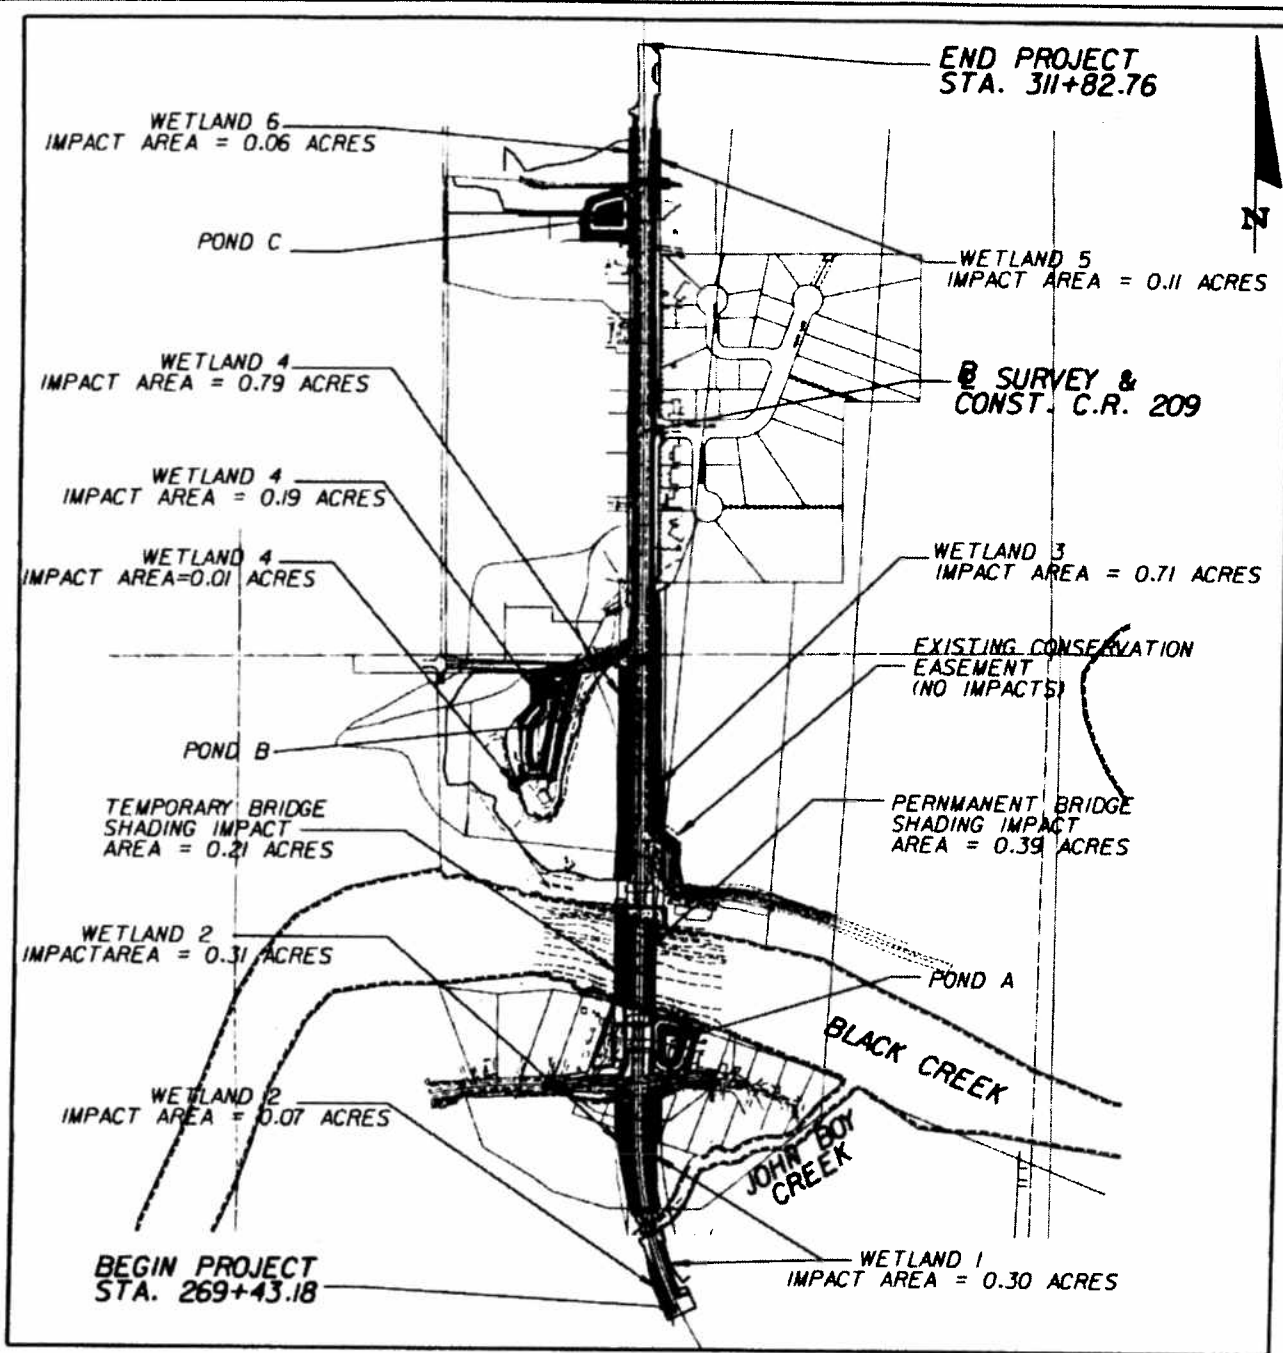 END PROJECT
STA. 311+82.76
WETLAND 6
IMPACT AREA = 0.06 ACRES
N
POND C
WETLAND 5
IMPACT AREA = 0.11 ACRES
WETLAND 4
IMPACT AREA = 0.79 ACRES
SURVEY &
CONST. C.R. 209
WETLAND 4
IMPACT AREA = 0.19 ACRES
WETLAND 4
IMPACT AREA=0.01 ACRES
WETLAND 3
IMPACT AREA = 0.71 ACRES
EXISTING CONSERVATION
EASEMENT
(NO IMPACTS)
POND B
TEMPORARY BRIDGE
SHADING IMPACT
AREA = 0.21 ACRES
PERNMANENT BRIDGE
SHADING IMPACT
AREA = 0.39 ACRES
WETLAND 2
IMPACTAREA = 0.31 ACRES
POND A
BLACK CREEK
WETLAND 2
IMPACT AREA = 0.07 ACRES
JOHN BOY
CREEK
BEGIN PROJECT
STA. 269+43.18
WETLAND 1
IMPACT AREA = 0.30 ACRES